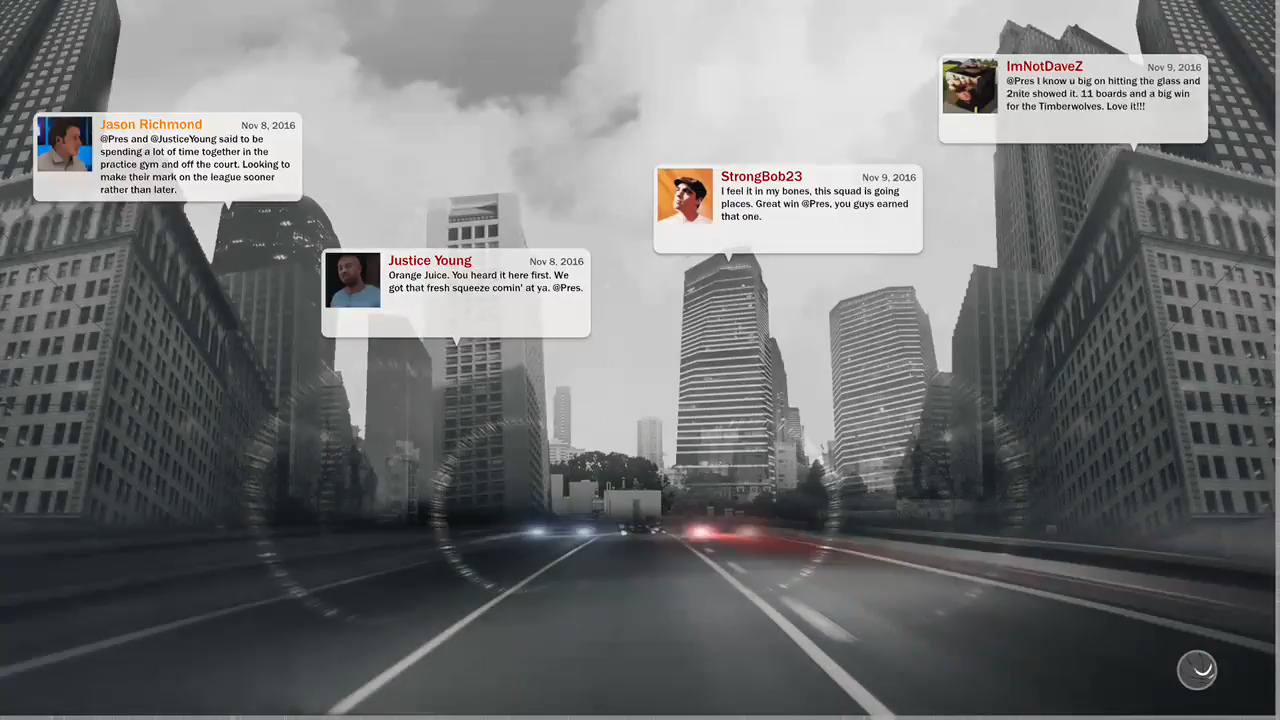 Jason Richmond Nov 8, 2016
@Pres and @JusticeYoung said to be
spending a lot of time together in the
practice gym and off the court. Looking to
make their mark on the league sooner
rather than later.
Justice Young Nov 8, 2016
Orange Juice. You heard it here first. We
got that fresh squeeze comin' at ya. @Pres.
StrongBob23 Nov 9, 2016
I feel it in my bones, this squad is going
places. Great win @Pres, you guys earned
that one.
ImNotDaveZ Nov 9, 2016
@Pres I know u big on hitting the glass and
2nite showed it. 11 boards and a big win
for the Timberwolves. Love it!!!